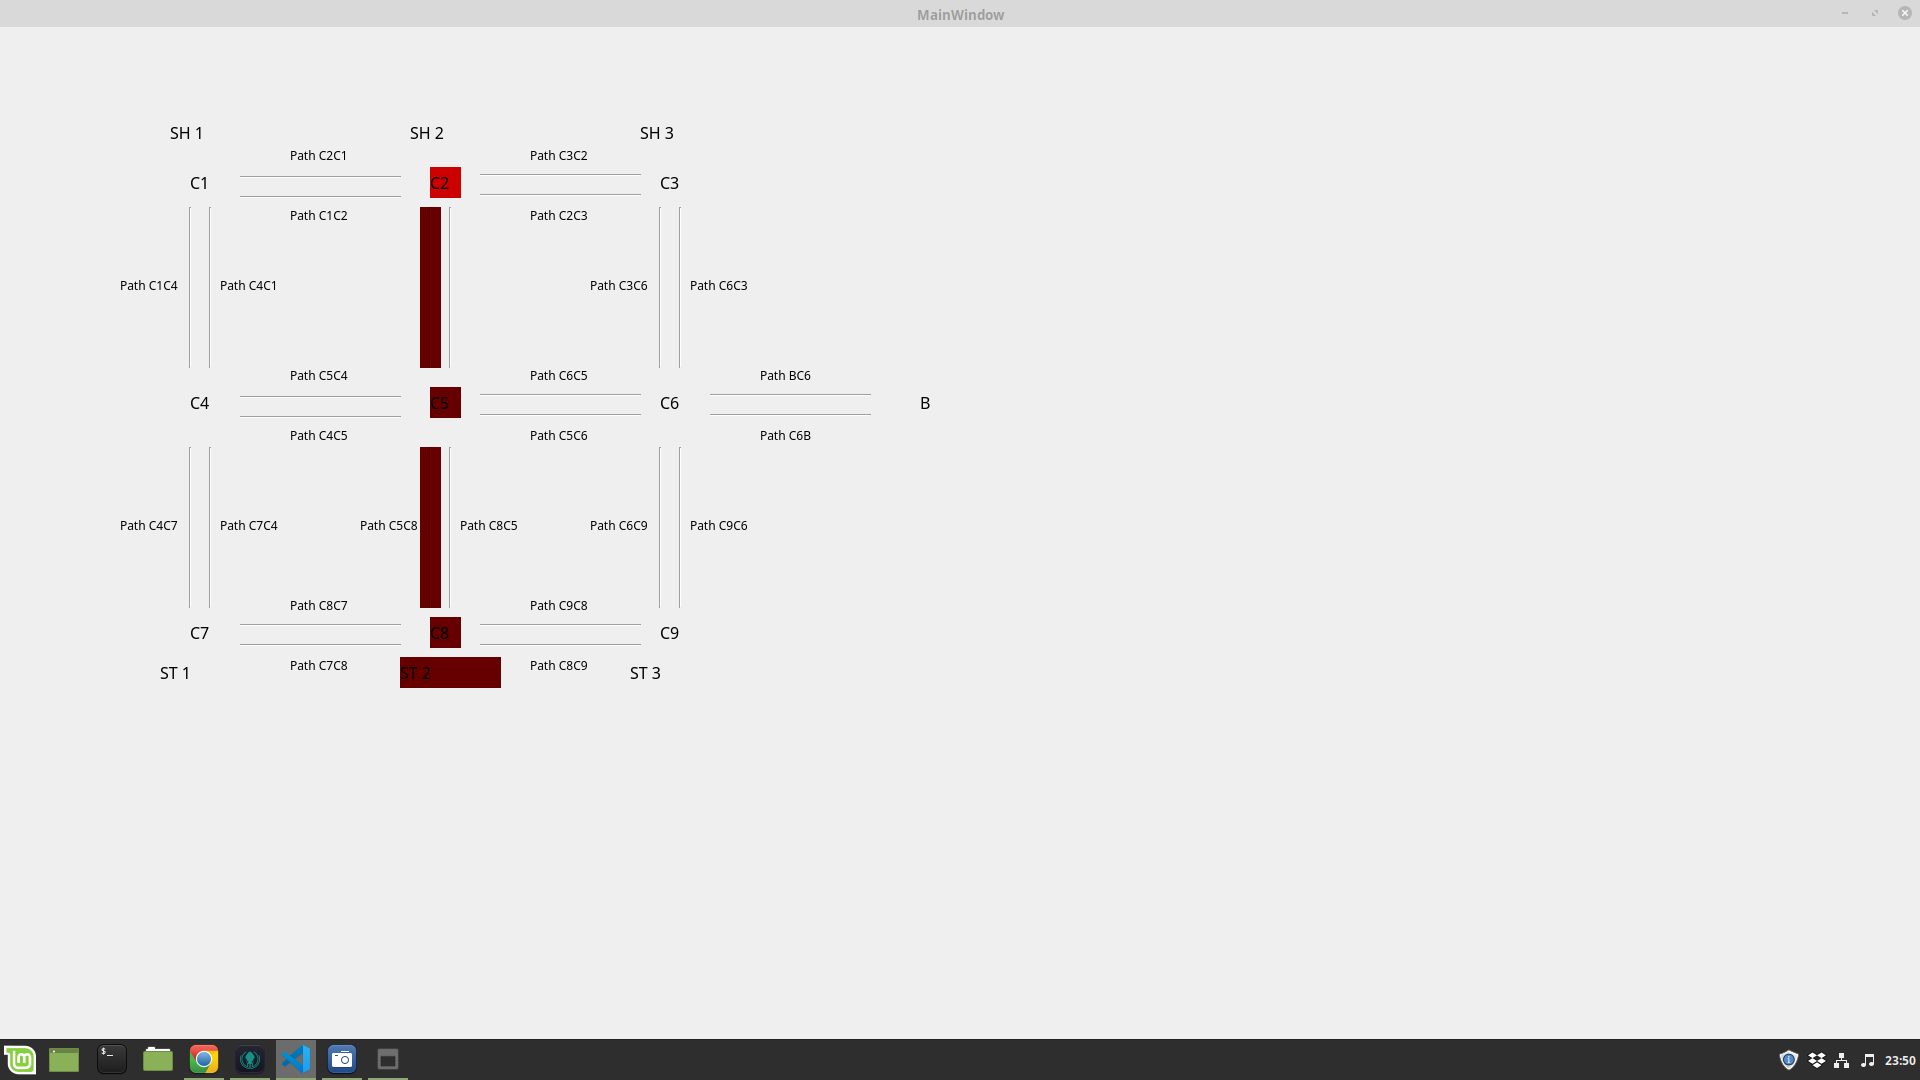 MainWindow
SH 1 SH 2 SH 3
Path C2C1 Path C3C2
C1 C2 C3
Path C1C2 Path C2C3
Path C1C4 Path C4C1 Path C3C6 Path C6C3
Path C5C4 Path C6C5 Path BC6
C4 C5 C6 B
Path C4C5 Path C5C6 Path C6B
Path C4C7 Path C7C4 Path C5C8 Path C8C5 Path C6C9 Path C9C6
Path C8C7 Path C9C8
C7 C8 C9
Path C7C8 Path C8C9
ST 1 ST 2 ST 3
23:50